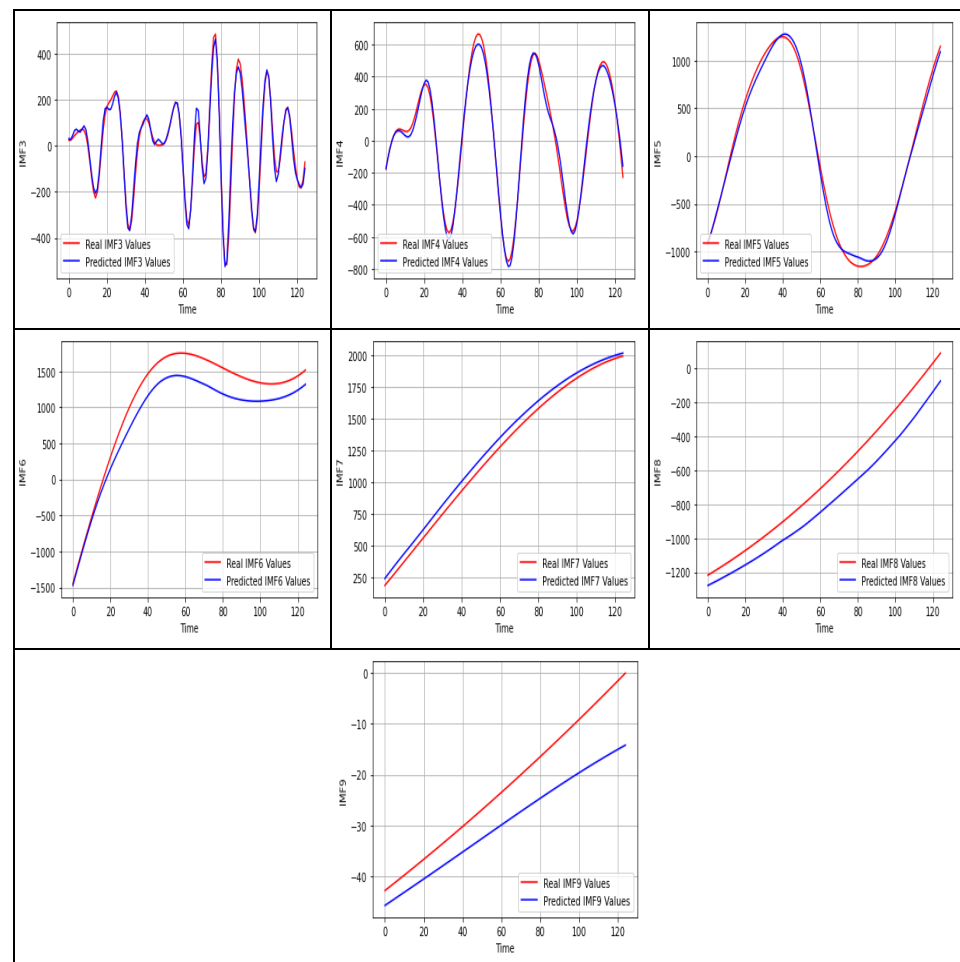 IMF3
400
200
0
−200
−400
Real IMF3 Values
Predicted IMF3 Values
0 20 40 60 80 100 120
Time
IMF4
600
400
200
0
−200
−400
−600
−800
Real IMF4 Values
Predicted IMF4 Values
0 20 40 60 80 100 120
Time
IMF5
1000
500
0
−500
−1000
Real IMF5 Values
Predicted IMF5 Values
0 20 40 60 80 100 120
Time
IMF6
1500
1000
500
0
−500
−1000
−1500
Real IMF6 Values
Predicted IMF6 Values
0 20 40 60 80 100 120
Time
IMF7
2000
1750
1500
1250
1000
750
500
250
Real IMF7 Values
Predicted IMF7 Values
0 20 40 60 80 100 120
Time
IMF8
0
−200
−400
−600
−800
−1000
−1200
Real IMF8 Values
Predicted IMF8 Values
0 20 40 60 80 100 120
Time
IMF9
0
−10
−20
−30
−40
Real IMF9 Values
Predicted IMF9 Values
0 20 40 60 80 100 120
Time